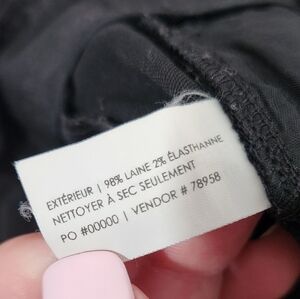 EXTÉRIEUR | 98% LAINE 2% ÉLASTHANNE
NETTOYER À SEC SEULEMENT
PO #00000 | VENDOR # 78958